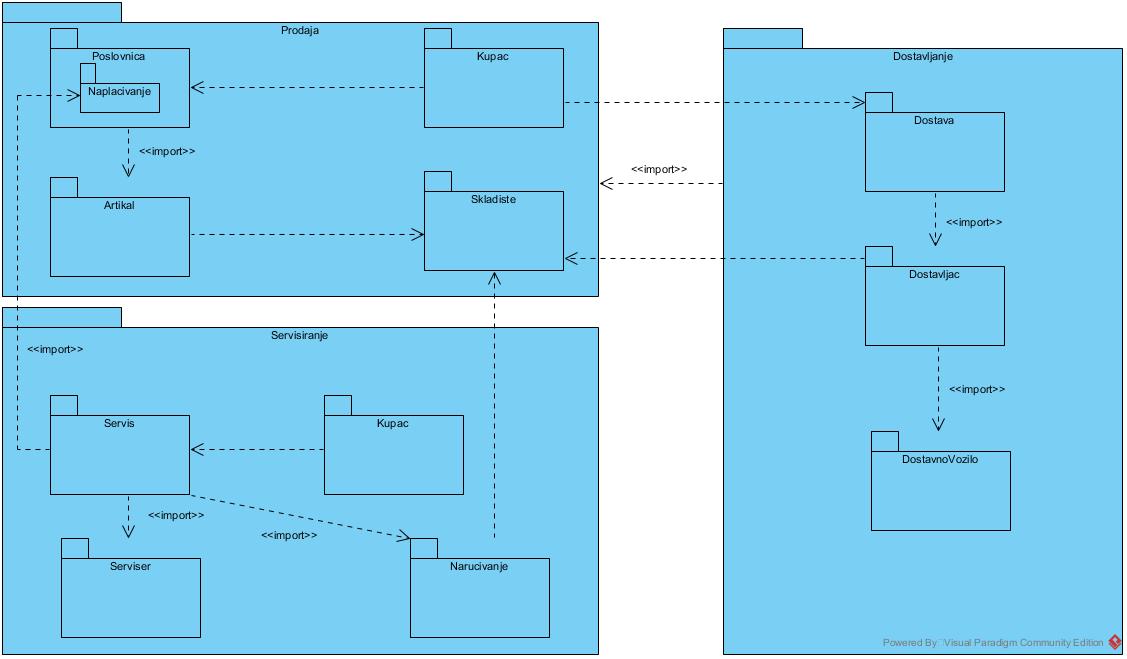 Prodaja
Poslovnica
Naplacivanje
Kupac
<<import>>
Artikal
Skladiste
<<import>>
Dostavljanje
Dostava
<<import>>
Dostavljac
<<import>>
DostavnoVozilo
Servisiranje
<<import>>
Servis
Kupac
<<import>>
<<import>>
Serviser
Narucivanje
Powered By Visual Paradigm Community Edition